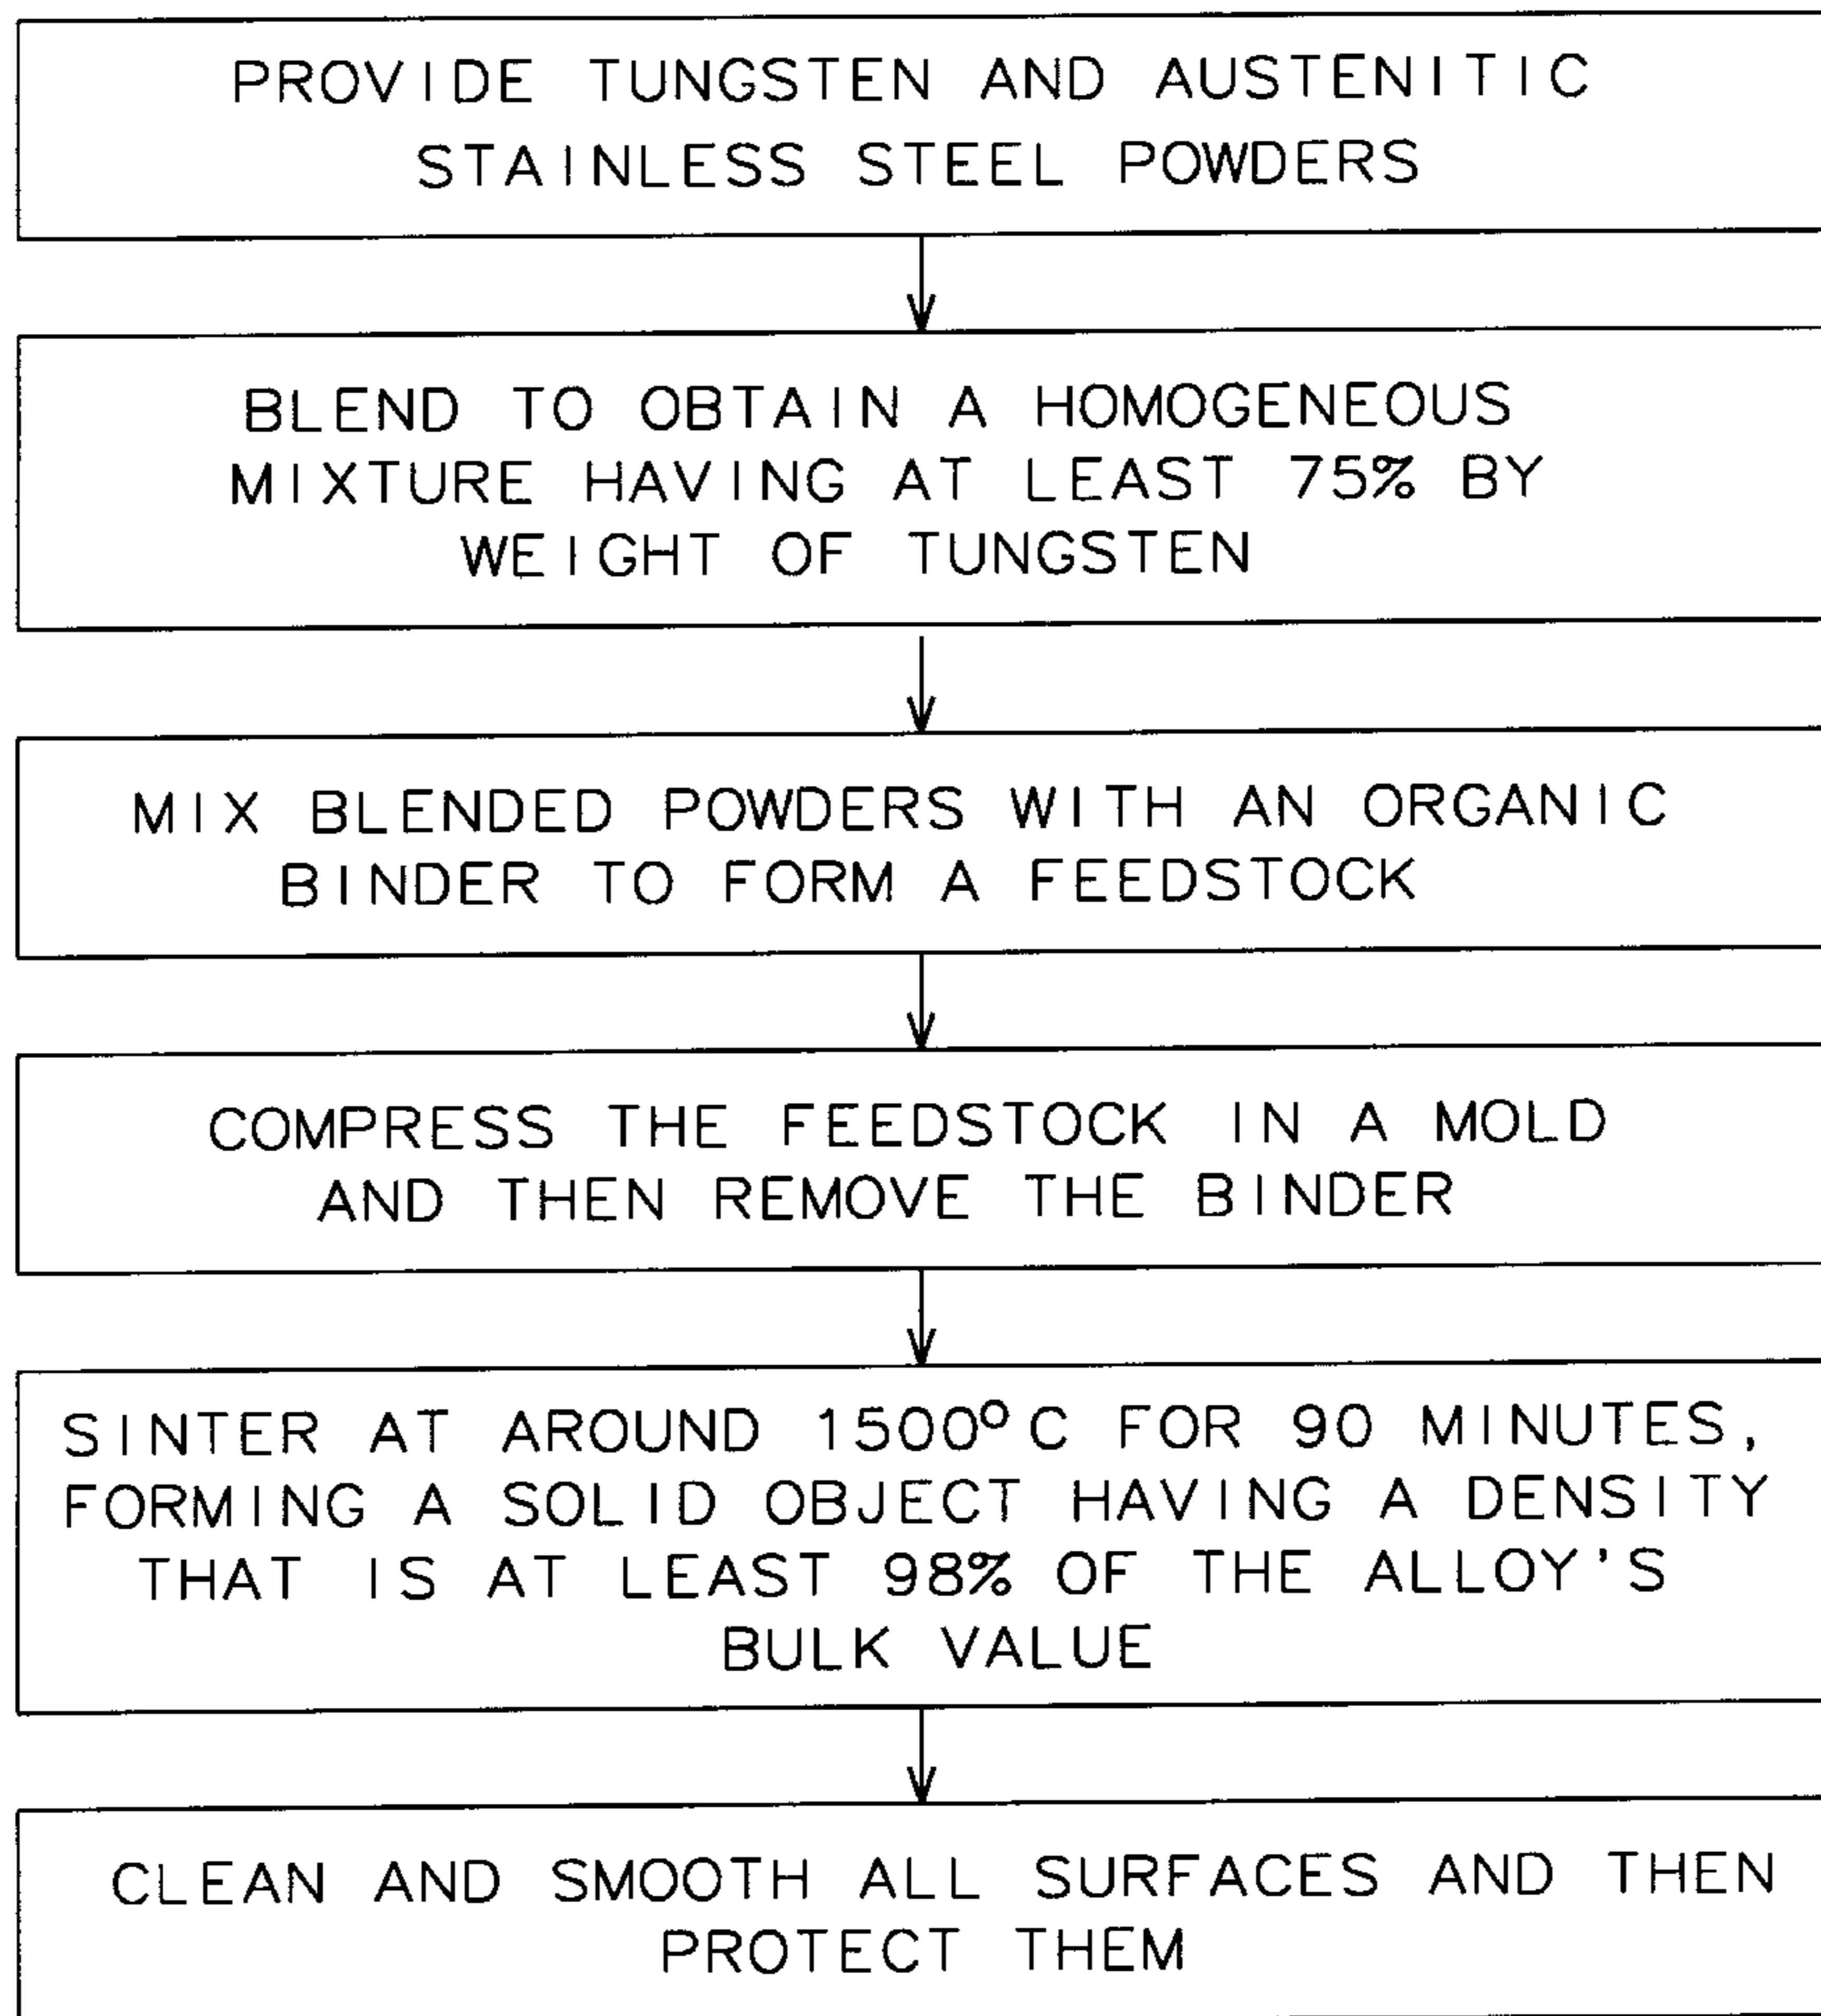 PROVIDE TUNGSTEN AND AUSTENITIC
STAINLESS STEEL POWDERS
BLEND TO OBTAIN A HOMOGENEOUS
MIXTURE HAVING AT LEAST 75% BY
WEIGHT OF TUNGSTEN
MIX BLENDED POWDERS WITH AN ORGANIC
BINDER TO FORM A FEEDSTOCK
COMPRESS THE FEEDSTOCK IN A MOLD
AND THEN REMOVE THE BINDER
SINTER AT AROUND 1500°C FOR 90 MINUTES,
FORMING A SOLID OBJECT HAVING A DENSITY
THAT IS AT LEAST 98% OF THE ALLOY'S
BULK VALUE
CLEAN AND SMOOTH ALL SURFACES AND THEN
PROTECT THEM